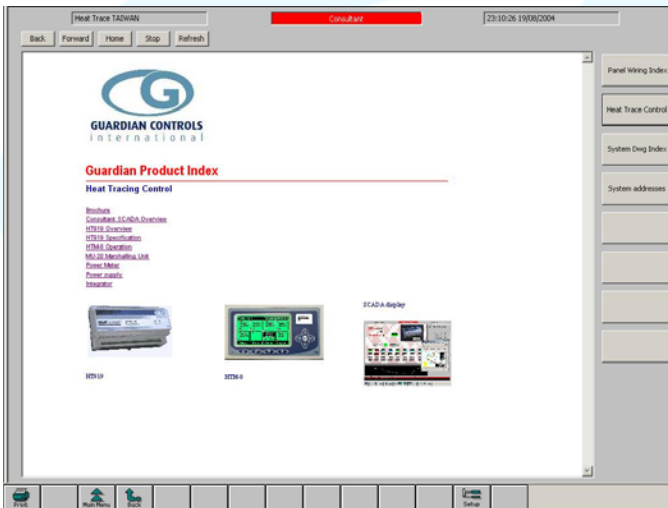 Heat Trace TAIWAN
Consultant
23:10:26 19/08/2004
Back Forward Home Stop Refresh
GUARDIAN CONTROLS
international
Guardian Product Index
Heat Tracing Control
Brochure
Consultant SCADA Overview
HT919 Overview
HT919 Specification
HTM-8 Operation
MU-20 Marshalling Unit
Power Meter
Power supply
Integrator
SCADA display
HT919
HTM-8
Panel Wiring Index
Heat Trace Control
System Dwg Index
System addresses
Print Main Menu Back Setup